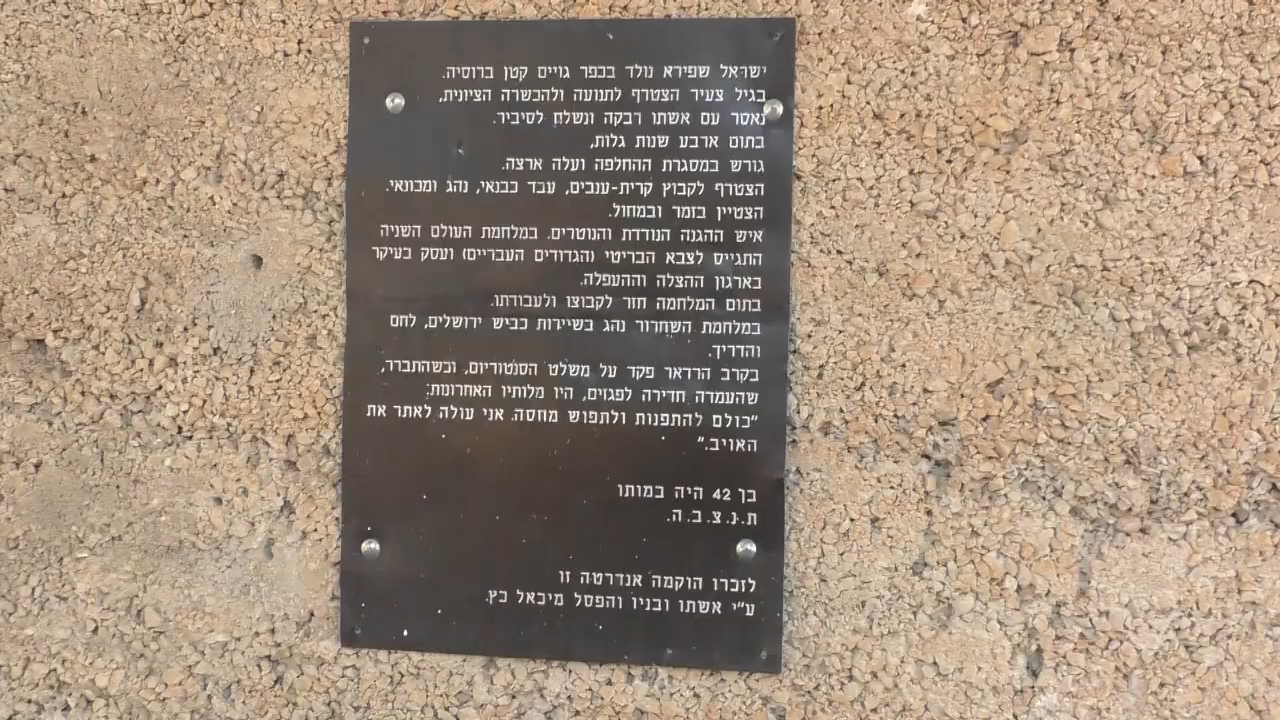 ישראל שפירא נולד בכפר גויים קטן ברוסיה.
בגיל צעיר הצטרף לתנועה ולהכשרה הציונית,
נאסר עם אשתו רבקה ונשלח לסיביר.
בתום ארבע שנות גלות,
גורש במסגרת ההחלפה ועלה ארצה.
הצטרף לקבוץ קרית-ענבים, עבד כבנאי, נהג ומכונאי.
הצטיין בזמר ובמחול.
איש ההגנה הנודדת והנוטרים. במלחמת העולם השניה
התגייס לצבא הבריטי (הגדודים העבריים) ועסק בעיקר
בארגון ההצלה וההעפלה.
בתום המלחמה חזר לקבוצו ולעבודתו.
במלחמת השחרור נהג בשיירות כביש ירושלים, לחם
והדריך.
בקרב הרדאר פקד על משלט הסנטוריום, וכשהתברר,
שהעמדה חדירה לפגזים, היו מלותיו האחרונות:
"כולם להתפנות ולתפוש מחסה. אני עולה לאתר את
האויב."
בן 42 היה במותו
ת.נ.צ.ב.ה.
לזכרו הוקמה אנדרטה זו
ע"י אשתו ובניו והפסל מיכאל כץ.